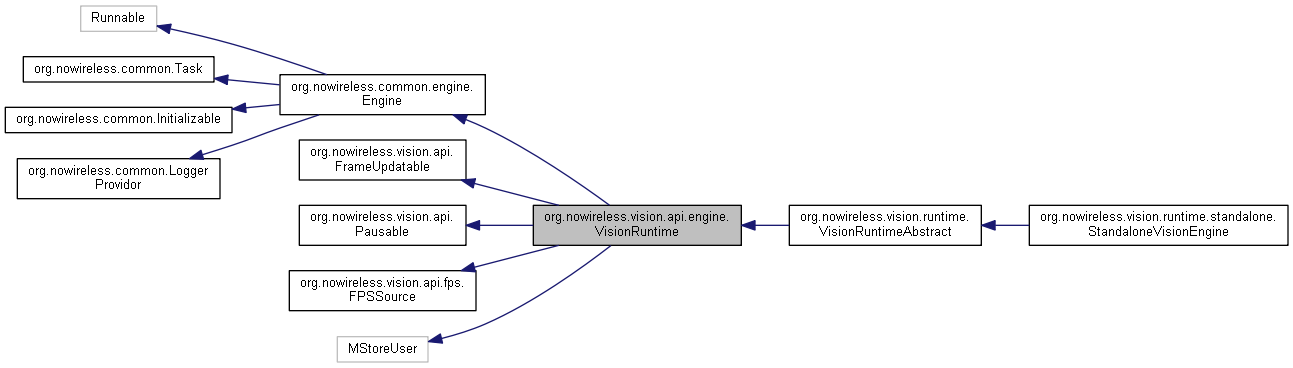 Runnable
org.nowireless.common.Task
org.nowireless.common.Initializable
org.nowireless.common.Logger
Providor
org.nowireless.common.engine.
Engine
org.nowireless.vision.api.
FrameUpdatable
org.nowireless.vision.api.
Pausable
org.nowireless.vision.api.fps.
FPSSource
MStoreUser
org.nowireless.vision.api.engine.
VisionRuntime
org.nowireless.vision.runtime.
VisionRuntimeAbstract
org.nowireless.vision.runtime.standalone.
StandaloneVisionEngine